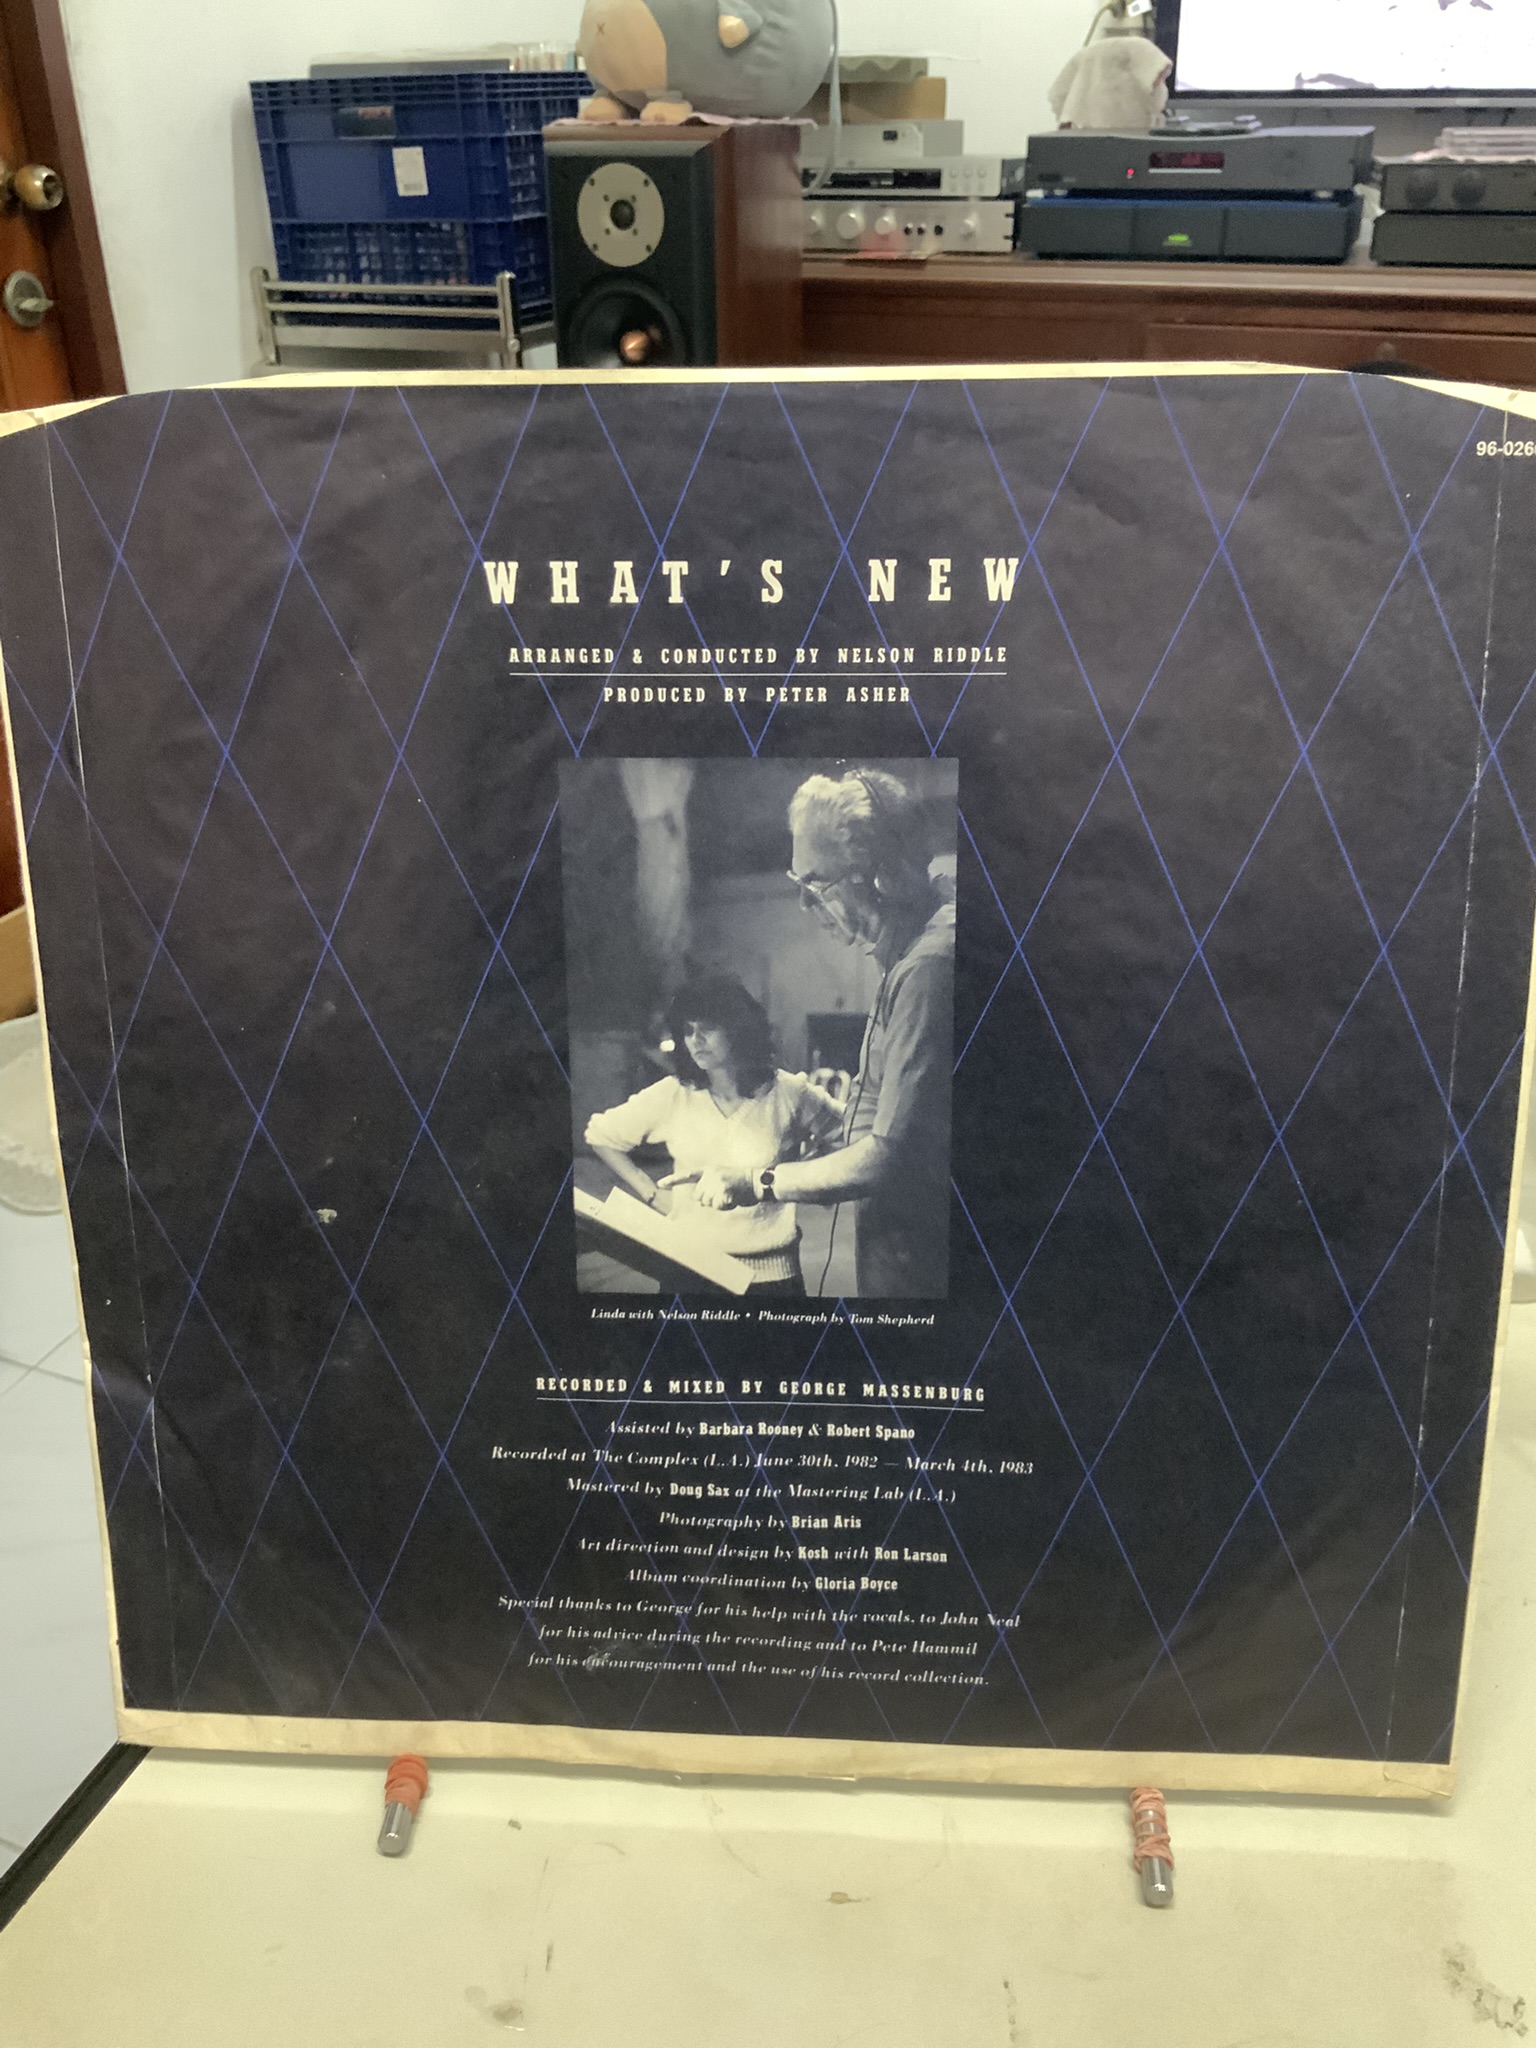 96-026
WHAT'S NEW
ARRANGED & CONDUCTED BY NELSON RIDDLE
PRODUCED BY PETER ASHER
Linda with Nelson Riddle • Photograph by Tom Shepherd
RECORDED & MIXED BY GEORGE MASSENBURG
Assisted by Barbara Rooney & Robert Spano
Recorded at The Complex (L.A.) June 30th, 1982 — March 4th, 1983
Mastered by Doug Sax at the Mastering Lab (L.A.)
Photography by Brian Aris
Art direction and design by Kosh with Ron Larson
Album coordination by Gloria Boyce
Special thanks to George for his help with the vocals, to John Neal
for his advice during the recording and to Pete Hammil
for his encouragement and the use of his record collection.